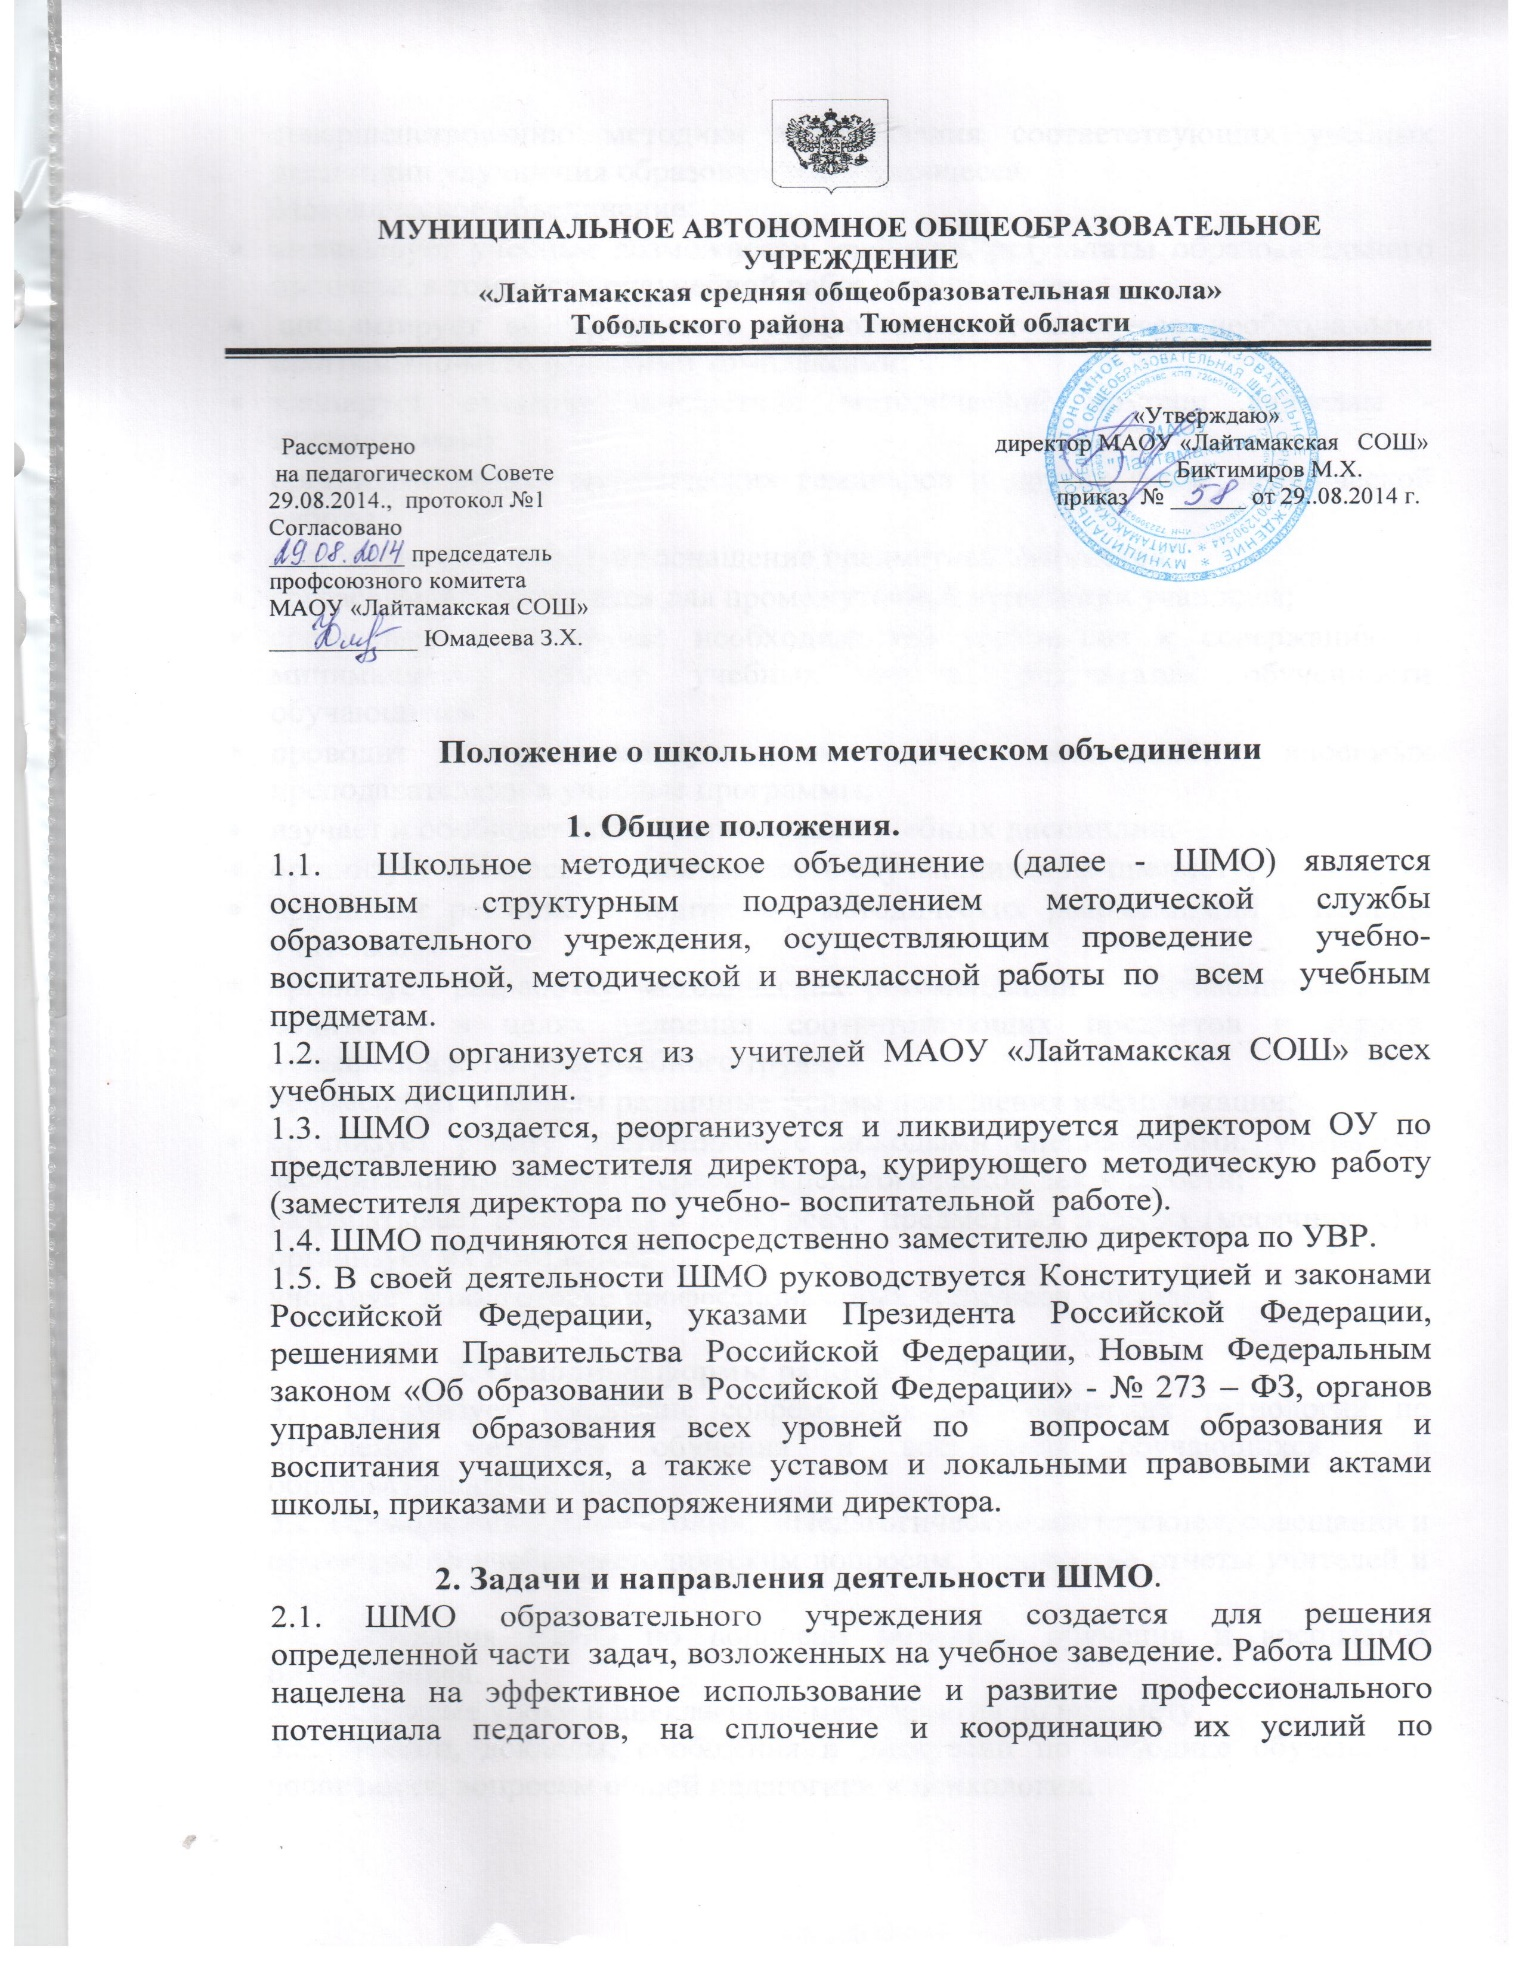 МУНИЦИПАЛЬНОЕ АВТОНОМНОЕ ОБЩЕОБРАЗОВАТЕЛЬНОЕ
УЧРЕЖДЕНИЕ
«Лайтамакская средняя общеобразовательная школа»
Тобольского района Тюменской области
Рассмотрено
на педагогическом Совете
29.08.2014., протокол №1
Согласовано
29.08.2014 председатель
профсоюзного комитета
МАОУ «Лайтамакская СОШ»
Юмадеева З.Х.
«Утверждаю»
директор МАОУ «Лайтамакская СОШ»
Биктимиров М.Х.
приказ № 58 от 29..08.2014 г.
МАОУ
"Лайтамакская
СОШ"
Положение о школьном методическом объединении
1. Общие положения.
1.1. Школьное методическое объединение (далее - ШМО) является
основным структурным подразделением методической службы
образовательного учреждения, осуществляющим проведение учебно-
воспитательной, методической и внеклассной работы по всем учебным
предметам.
1.2. ШМО организуется из учителей МАОУ «Лайтамакская СОШ» всех
учебных дисциплин.
1.3. ШМО создается, реорганизуется и ликвидируется директором ОУ по
представлению заместителя директора, курирующего методическую работу
(заместителя директора по учебно- воспитательной работе).
1.4. ШМО подчиняются непосредственно заместителю директора по УВР.
1.5. В своей деятельности ШМО руководствуется Конституцией и законами
Российской Федерации, указами Президента Российской Федерации,
решениями Правительства Российской Федерации, Новым Федеральным
законом «Об образовании в Российской Федерации» - № 273 – ФЗ, органов
управления образования всех уровней по вопросам образования и
воспитания учащихся, а также уставом и локальными правовыми актами
школы, приказами и распоряжениями директора.
2. Задачи и направления деятельности ШМО.
2.1. ШМО образовательного учреждения создается для решения
определенной части задач, возложенных на учебное заведение. Работа ШМО
нацелена на эффективное использование и развитие профессионального
потенциала педагогов, на сплочение и координацию их усилий по